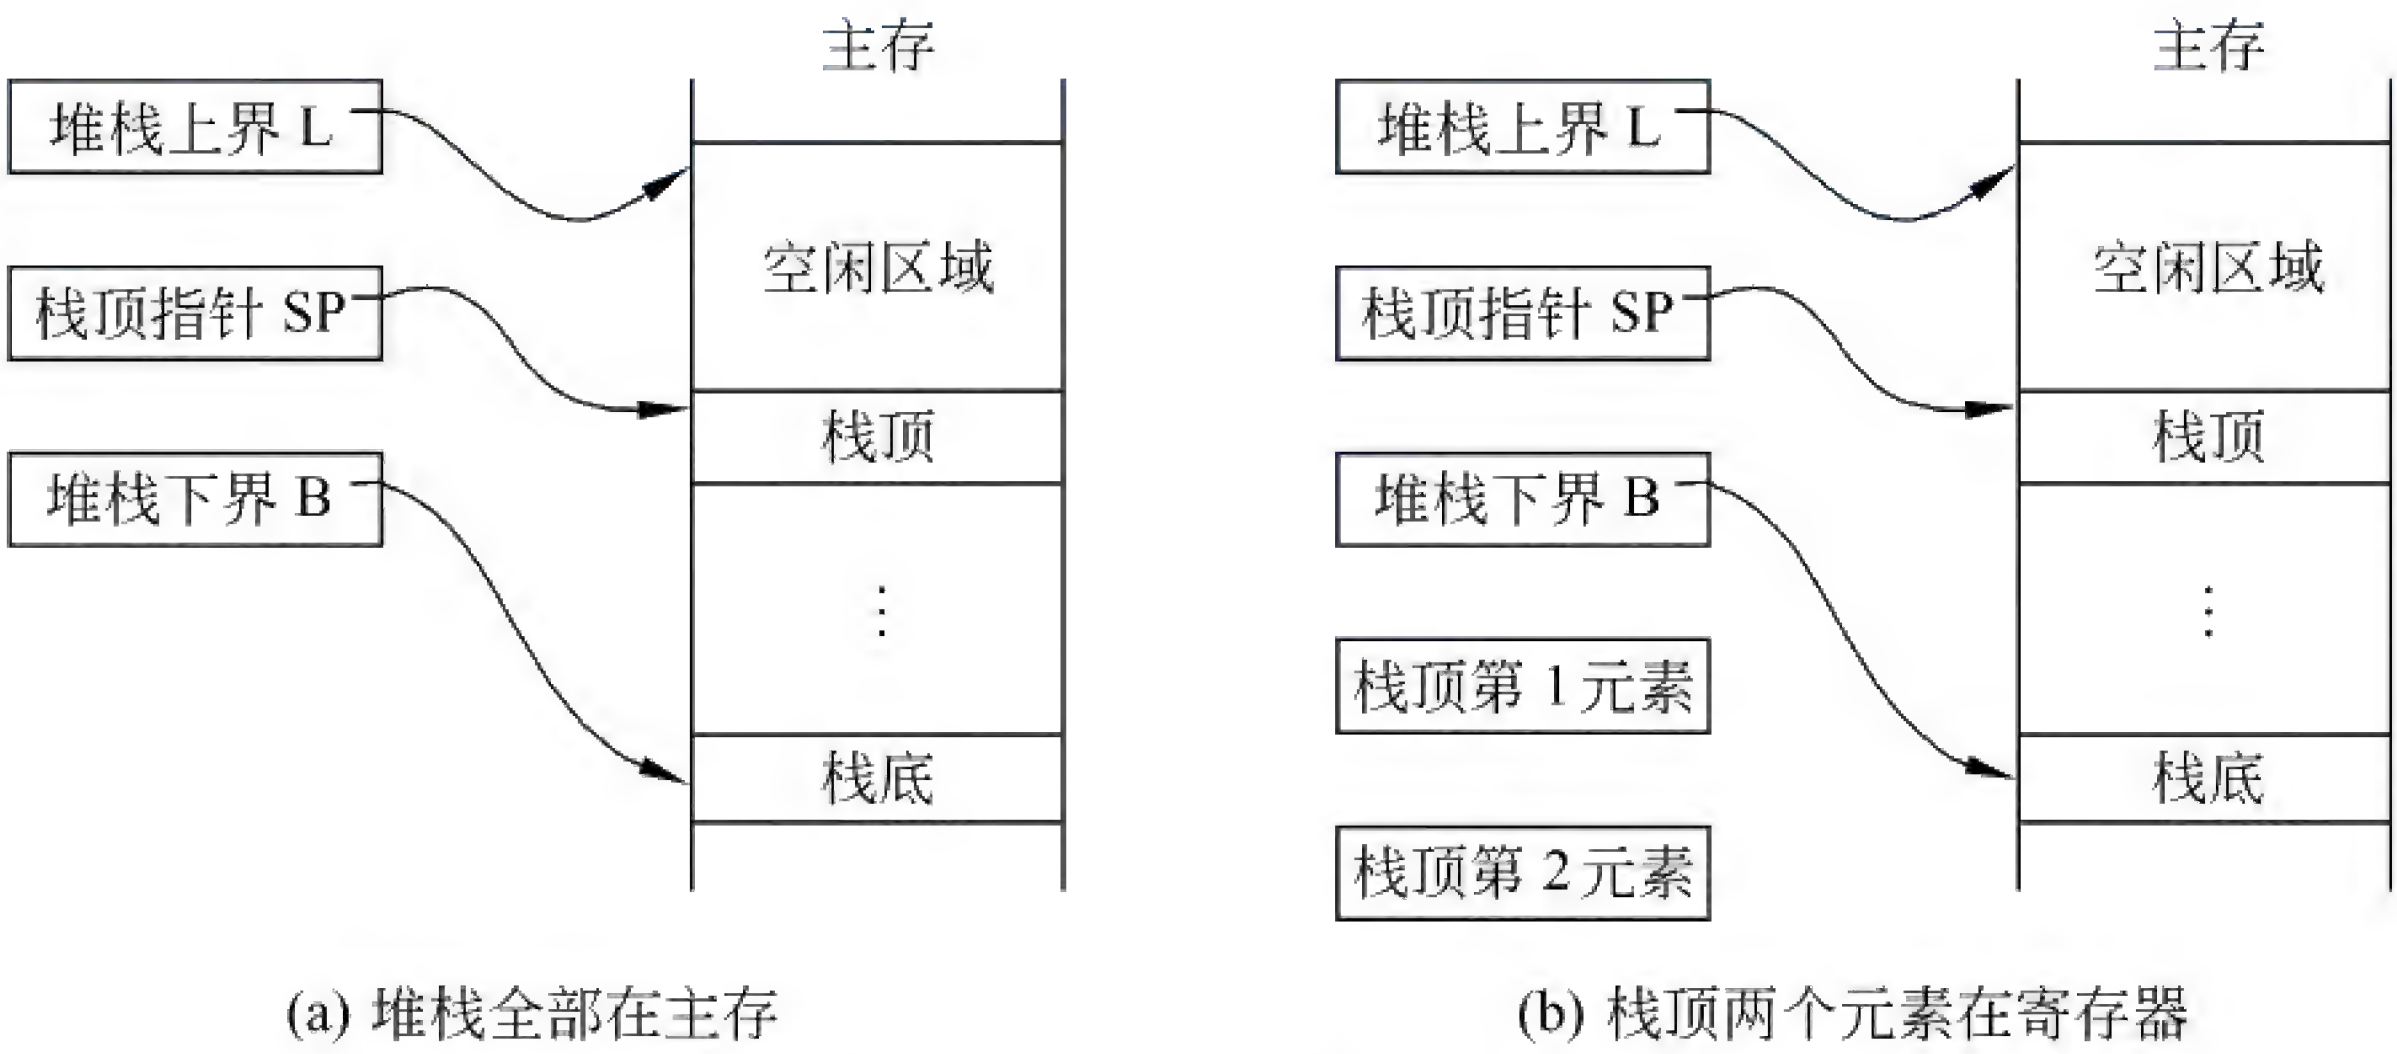 主存
堆栈上界 L
空闲区域
栈顶指针 SP
栈顶
堆栈下界 B
⋮
栈底
(a) 堆栈全部在主存
主存
堆栈上界 L
空闲区域
栈顶指针 SP
栈顶
堆栈下界 B
⋮
栈顶第 1 元素
栈底
栈顶第 2 元素
(b) 栈顶两个元素在寄存器